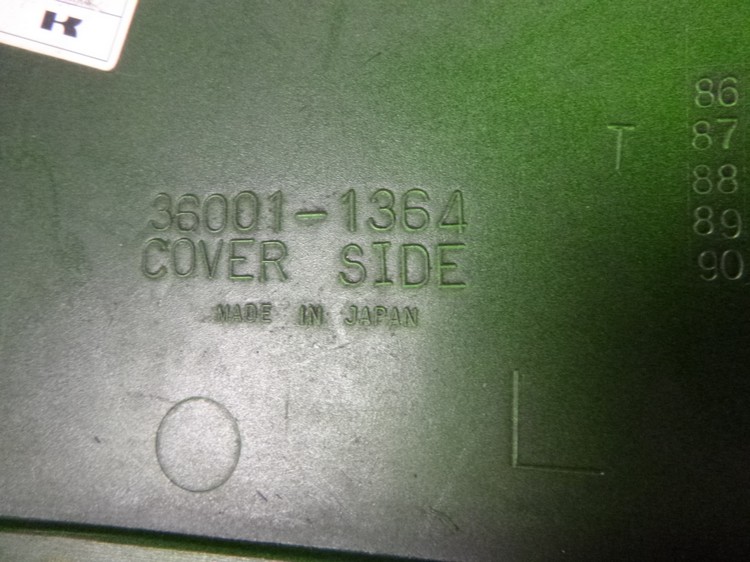 K
36001-1364
COVER SIDE
MADE IN JAPAN
T
86
87
88
89
90